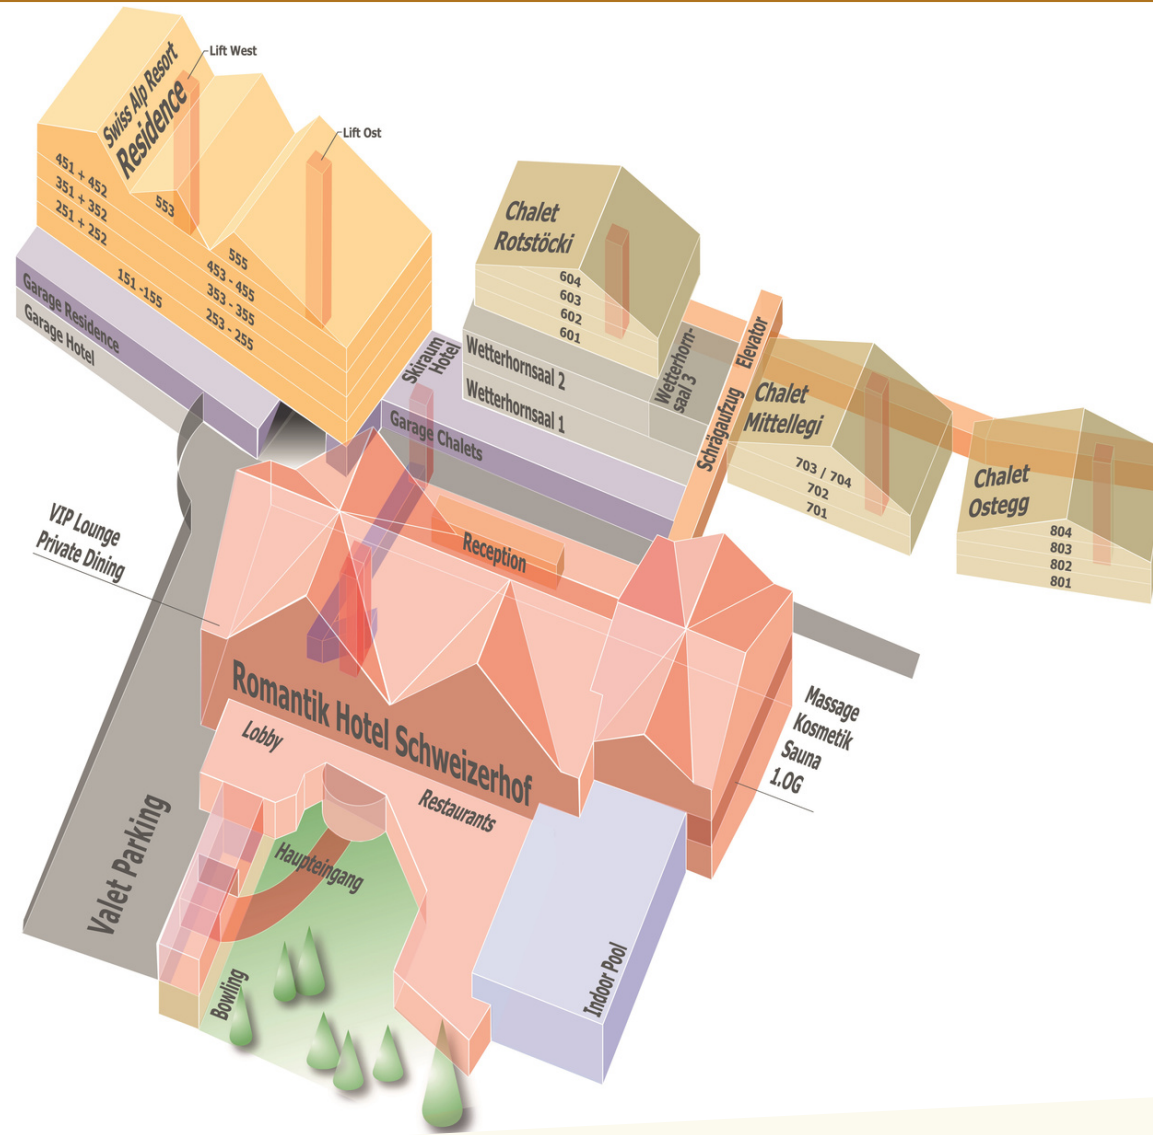 Lift West
Swiss Alp Resort
Residence
Lift Ost
451 + 452
351 + 352
251 + 252
151 -155
553
555
453 - 455
353 - 355
253 - 255
Garage Residence
Garage Hotel
Skiraum
Hotel
Garage Chalets
Chalet
Rotstöcki
604
603
602
601
Wetterhornsaal 2
Wetterhornsaal 1
Wetterhorn-
saal 3
Schrägaufzug Elevator
Chalet
Mittellegi
703 / 704
702
701
Chalet
Ostegg
804
803
802
801
VIP Lounge
Private Dining
Reception
Romantik Hotel Schweizerhof
Lobby
Restaurants
Massage
Kosmetik
Sauna
1.OG
Valet Parking
Haupteingang
Bowling
Indoor Pool